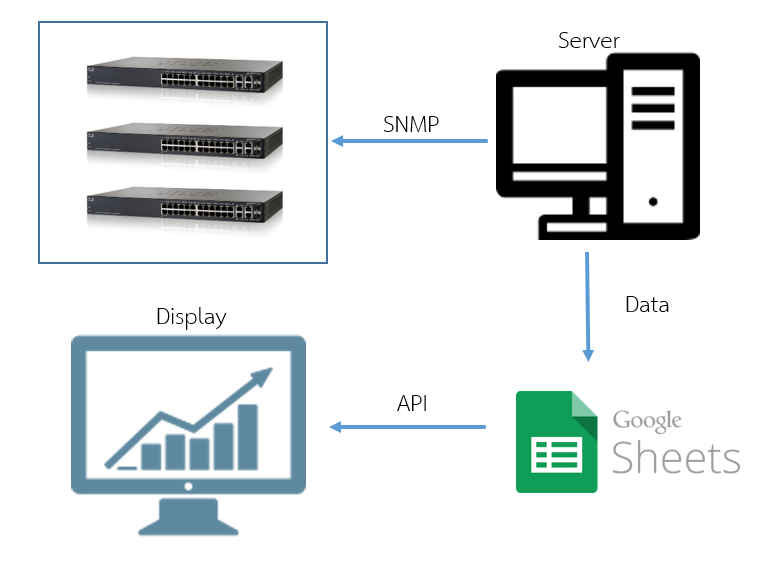 Server
SNMP
Data
Display
API
Google
Sheets